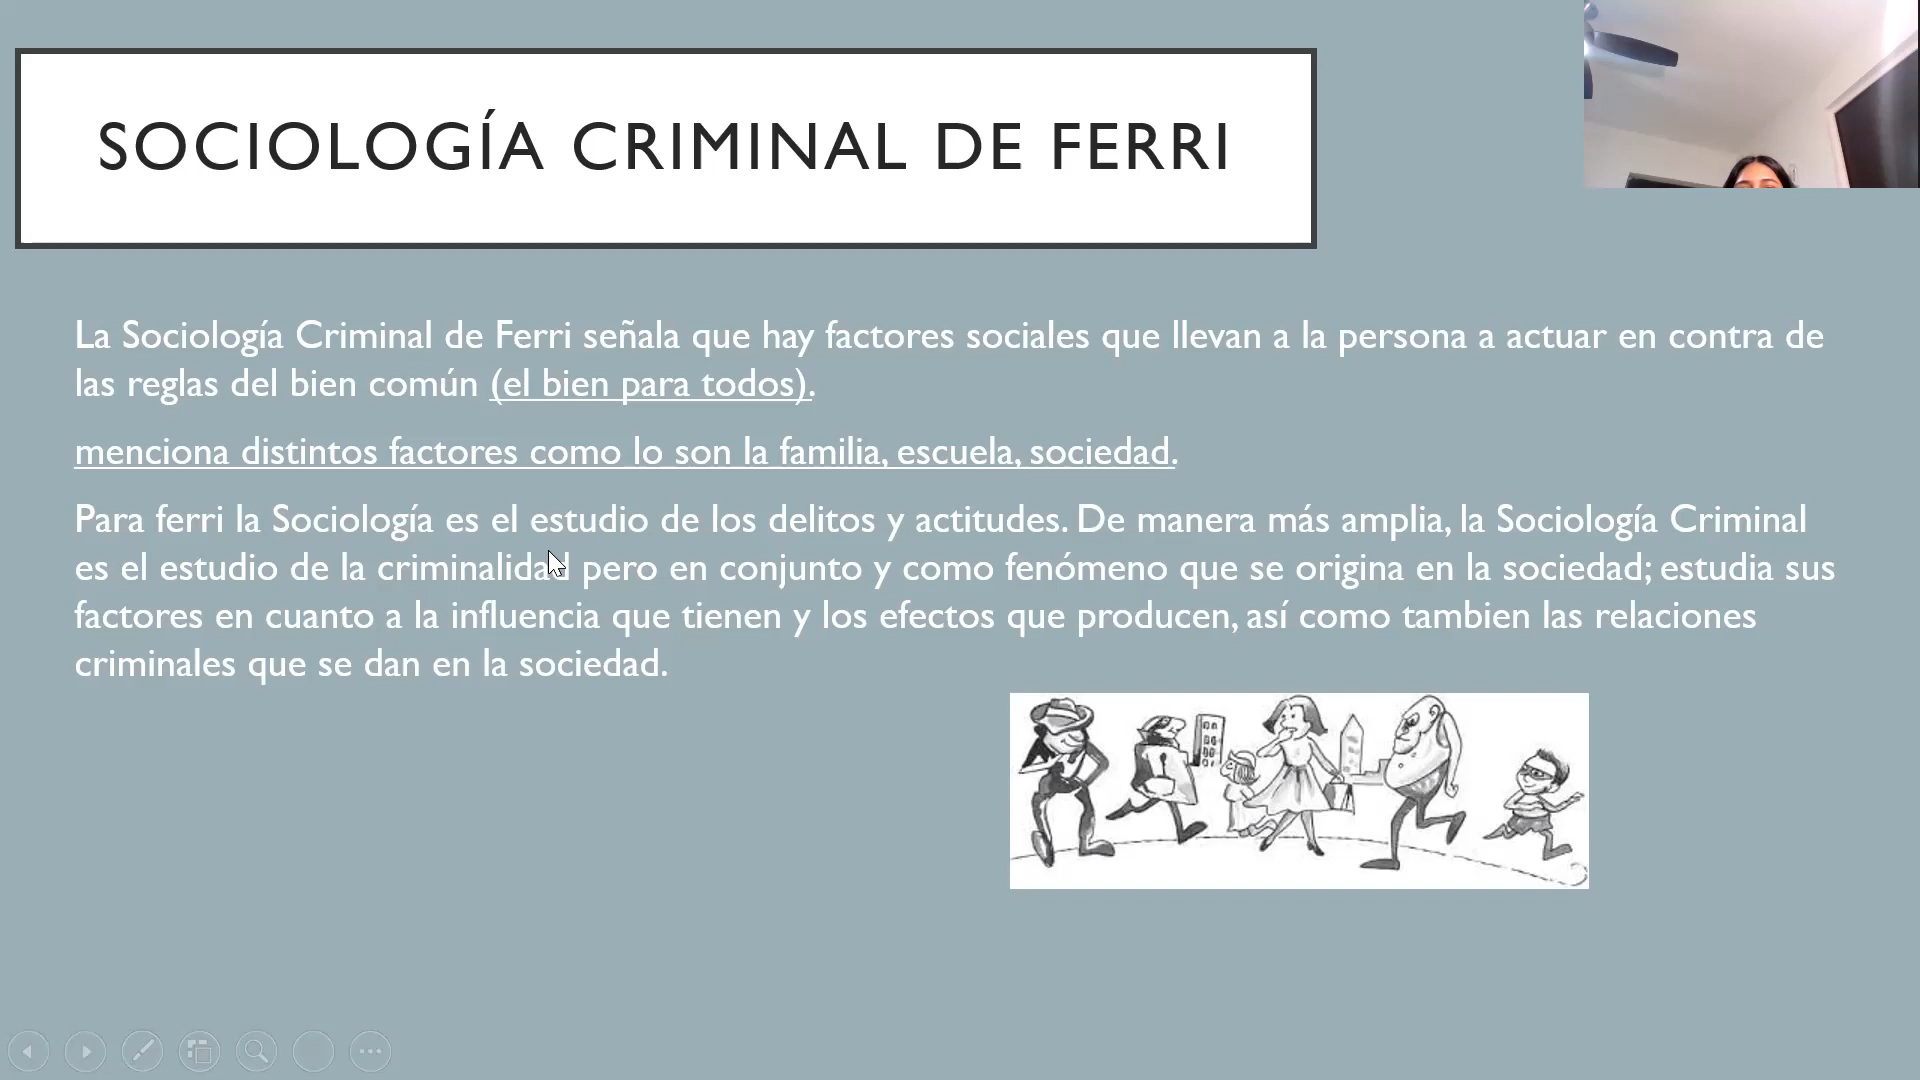 SOCIOLOGÍA CRIMINAL DE FERRI
La Sociología Criminal de Ferri señala que hay factores sociales que llevan a la persona a actuar en contra de
las reglas del bien común (el bien para todos).
menciona distintos factores como lo son la familia, escuela, sociedad.
Para ferri la Sociología es el estudio de los delitos y actitudes. De manera más amplia, la Sociología Criminal
es el estudio de la criminalidad pero en conjunto y como fenómeno que se origina en la sociedad; estudia sus
factores en cuanto a la influencia que tienen y los efectos que producen, así como tambien las relaciones
criminales que se dan en la sociedad.